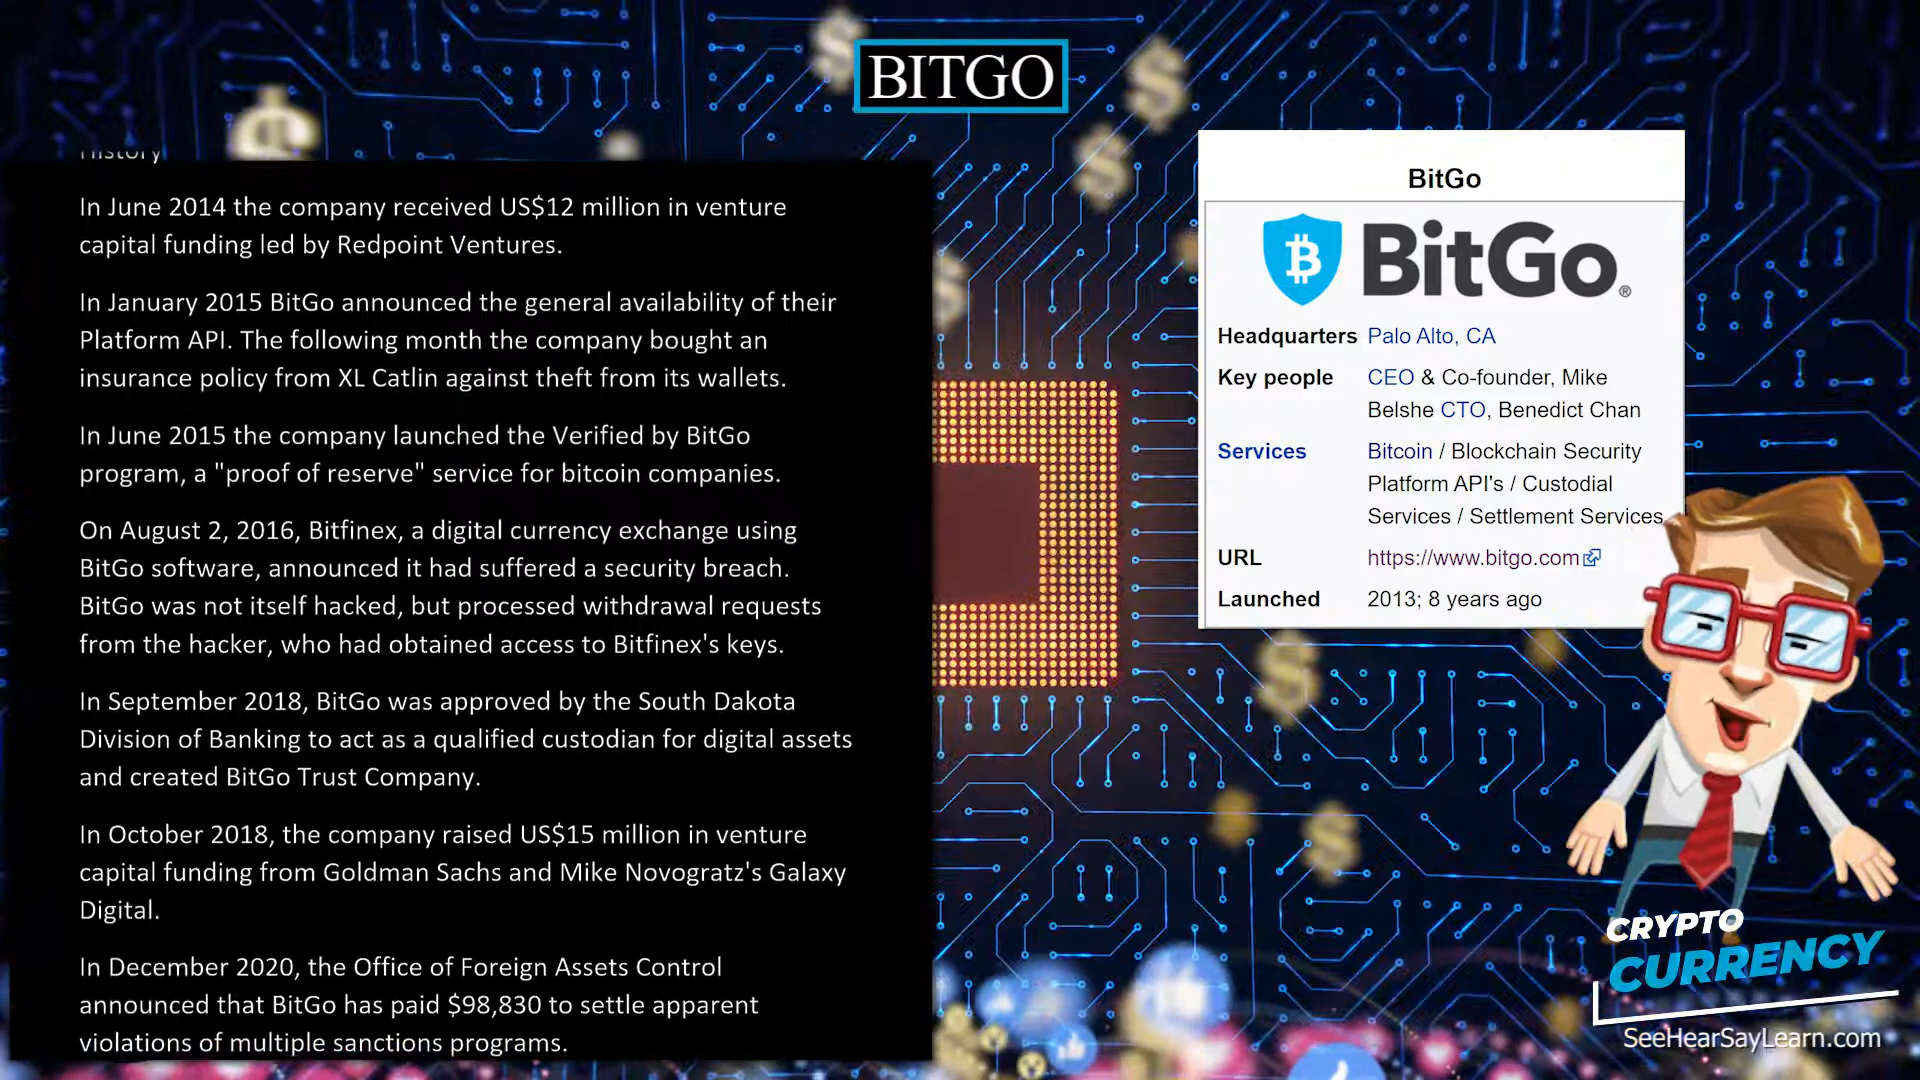 BITGO
History
In June 2014 the company received US$12 million in venture
capital funding led by Redpoint Ventures.
In January 2015 BitGo announced the general availability of their
Platform API. The following month the company bought an
insurance policy from XL Catlin against theft from its wallets.
In June 2015 the company launched the Verified by BitGo
program, a "proof of reserve" service for bitcoin companies.
On August 2, 2016, Bitfinex, a digital currency exchange using
BitGo software, announced it had suffered a security breach.
BitGo was not itself hacked, but processed withdrawal requests
from the hacker, who had obtained access to Bitfinex's keys.
In September 2018, BitGo was approved by the South Dakota
Division of Banking to act as a qualified custodian for digital assets
and created BitGo Trust Company.
In October 2018, the company raised US$15 million in venture
capital funding from Goldman Sachs and Mike Novogratz's Galaxy
Digital.
In December 2020, the Office of Foreign Assets Control
announced that BitGo has paid $98,830 to settle apparent
violations of multiple sanctions programs.
BitGo
BitGo®
Headquarters Palo Alto, CA
Key people CEO & Co-founder, Mike
Belshe CTO, Benedict Chan
Services Bitcoin / Blockchain Security
Platform API's / Custodial
Services / Settlement Services
URL https://www.bitgo.com
Launched 2013; 8 years ago
CRYPTO
CURRENCY
SeeHearSayLearn.com